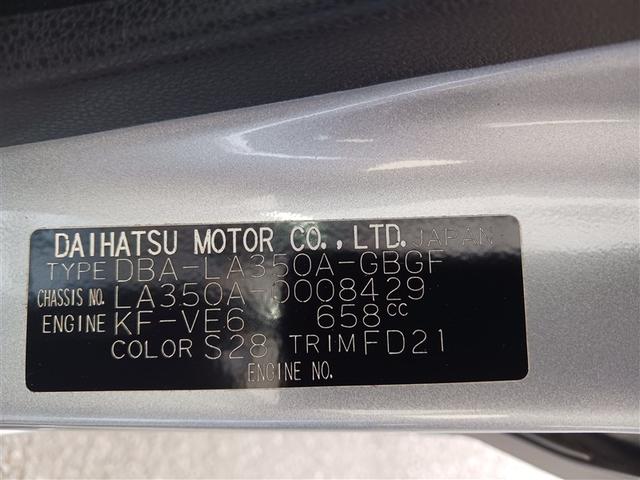 DAIHATSU MOTOR CO., LTD. JAPAN
TYPE DBA-LA350A-GBGF
CHASSIS NO. LA350A-0008429
ENGINE KF-VE6 658cc
COLOR S28 TRIM FD21
ENGINE NO.